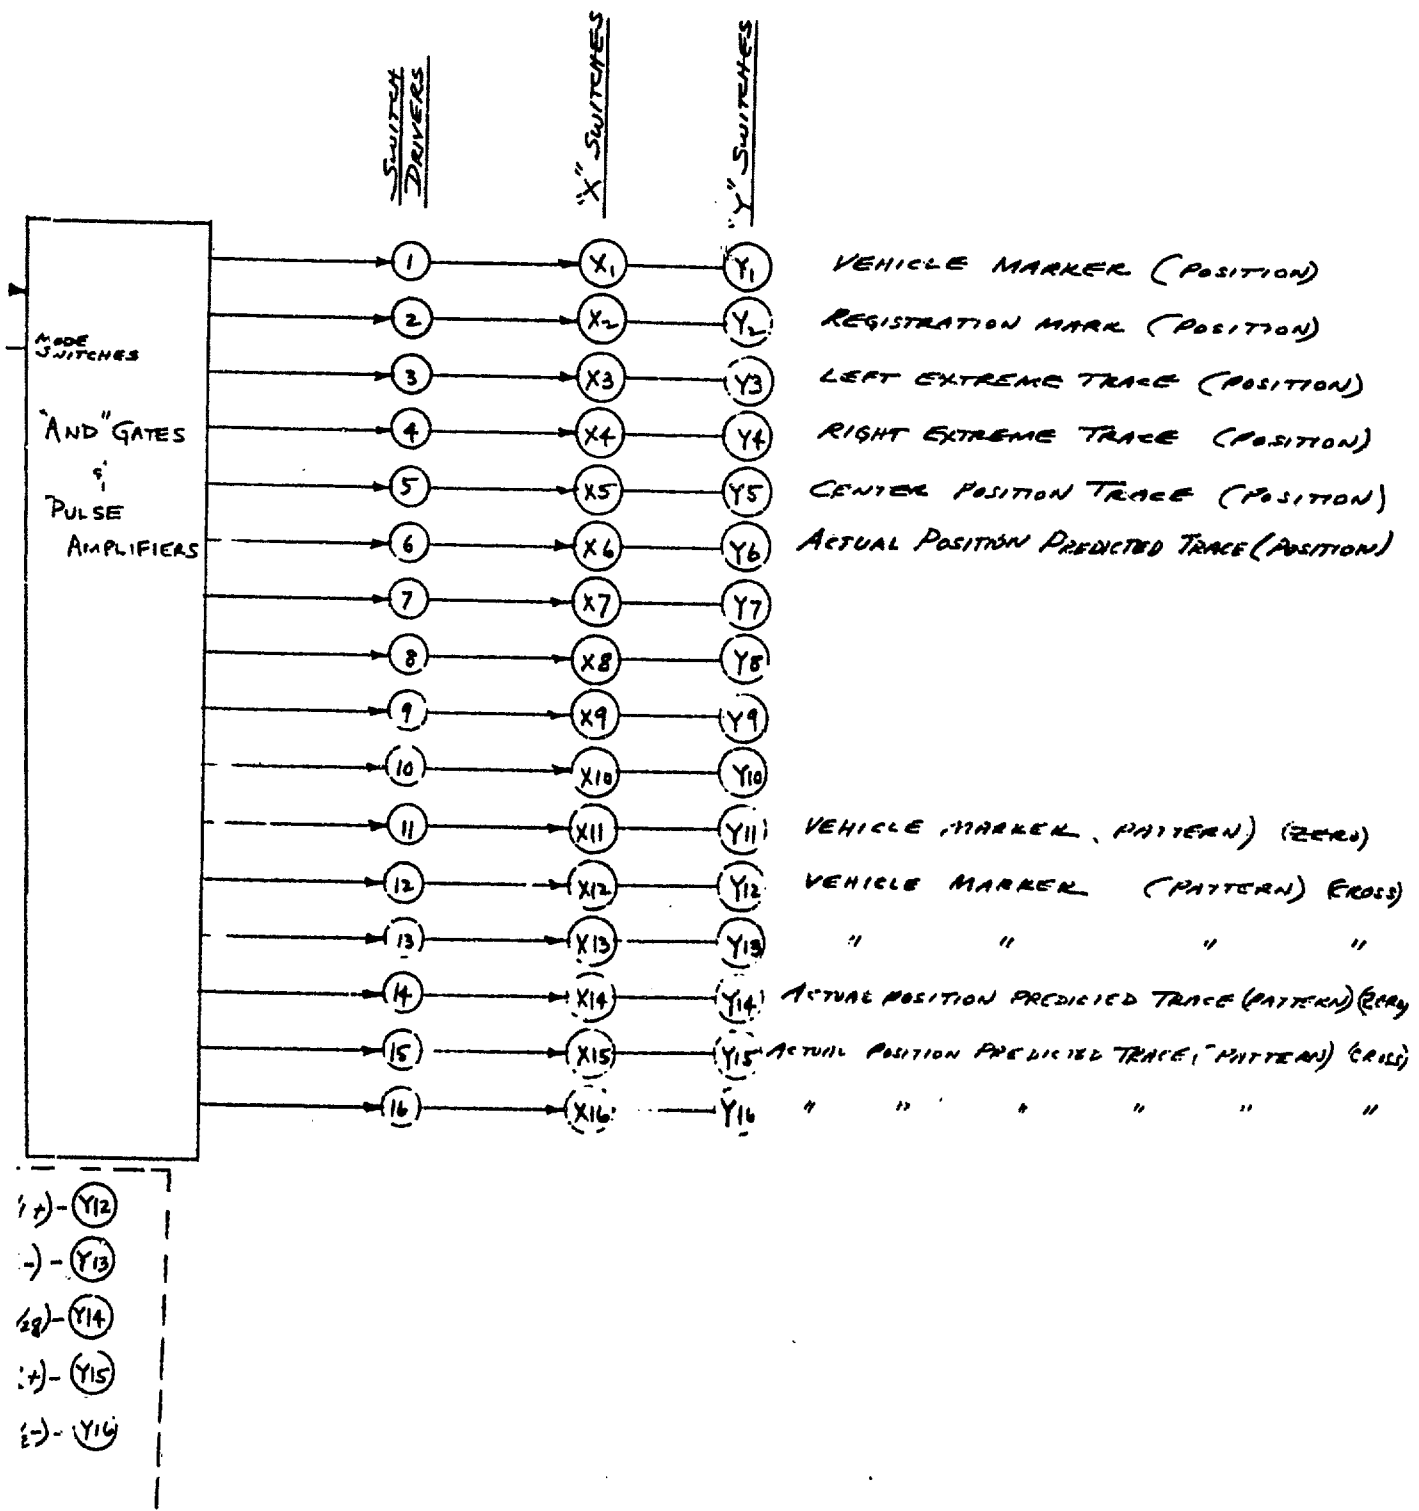 SWITCH
DRIVERS
"X" SWITCHES
"Y" SWITCHES
MODE
SWITCHES
"AND" GATES
&
PULSE
AMPLIFIERS
1 X1 Y1 VEHICLE MARKER (POSITION)
2 X2 Y2 REGISTRATION MARK (POSITION)
3 X3 Y3 LEFT EXTREME TRACE (POSITION)
4 X4 Y4 RIGHT EXTREME TRACE (POSITION)
5 X5 Y5 CENTER POSITION TRACE (POSITION)
6 X6 Y6 ACTUAL POSITION PREDICTED TRACE (POSITION)
7 X7 Y7
8 X8 Y8
9 X9 Y9
10 X10 Y10
11 X11 Y11 VEHICLE MARKER PATTERN) (ZERO)
12 X12 Y12 VEHICLE MARKER (PATTERN) (CROSS)
13 X13 Y13 " " " "
14 X14 Y14 ACTUAL POSITION PREDICTED TRACE (PATTERN) (ZERO)
15 X15 Y15 ACTUAL POSITION PREDICTED TRACE (PATTERN) (CROSS)
16 X16 Y16 " " " " " "
+)-Y12
-)-Y13
)-Y14
+)-Y15
-)-Y16